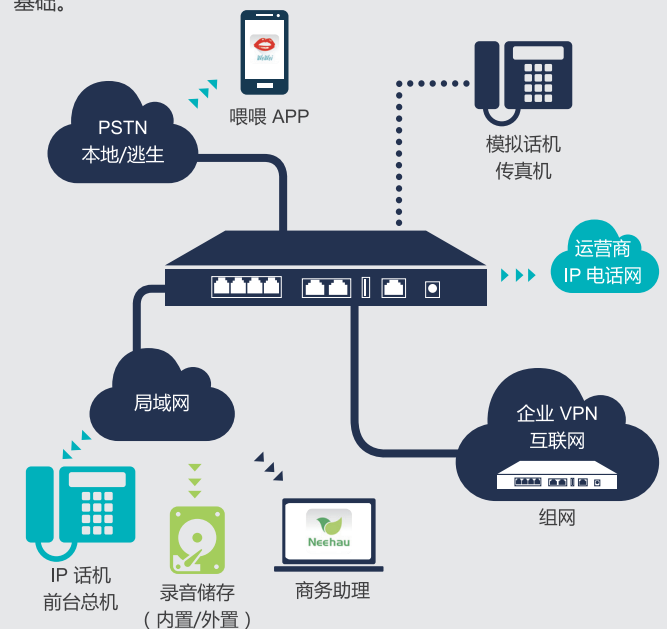 基础。
WeiWei
喂喂 APP
PSTN
本地/逃生
模拟话机
传真机
运营商
IP 电话网
局域网
企业 VPN
互联网
组网
Neehau
IP 话机
前台总机
录音储存
（内置/外置）
商务助理